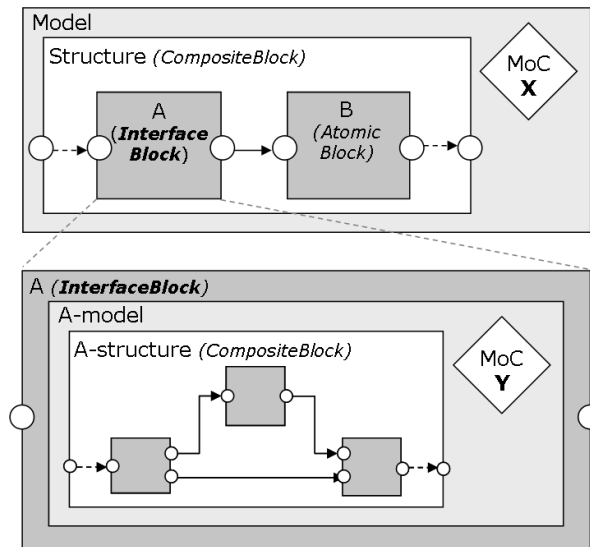 Model
Structure (CompositeBlock)
MoC
X
A
(Interface
Block)
B
(Atomic
Block)
A (InterfaceBlock)
A-model
A-structure (CompositeBlock)
MoC
Y